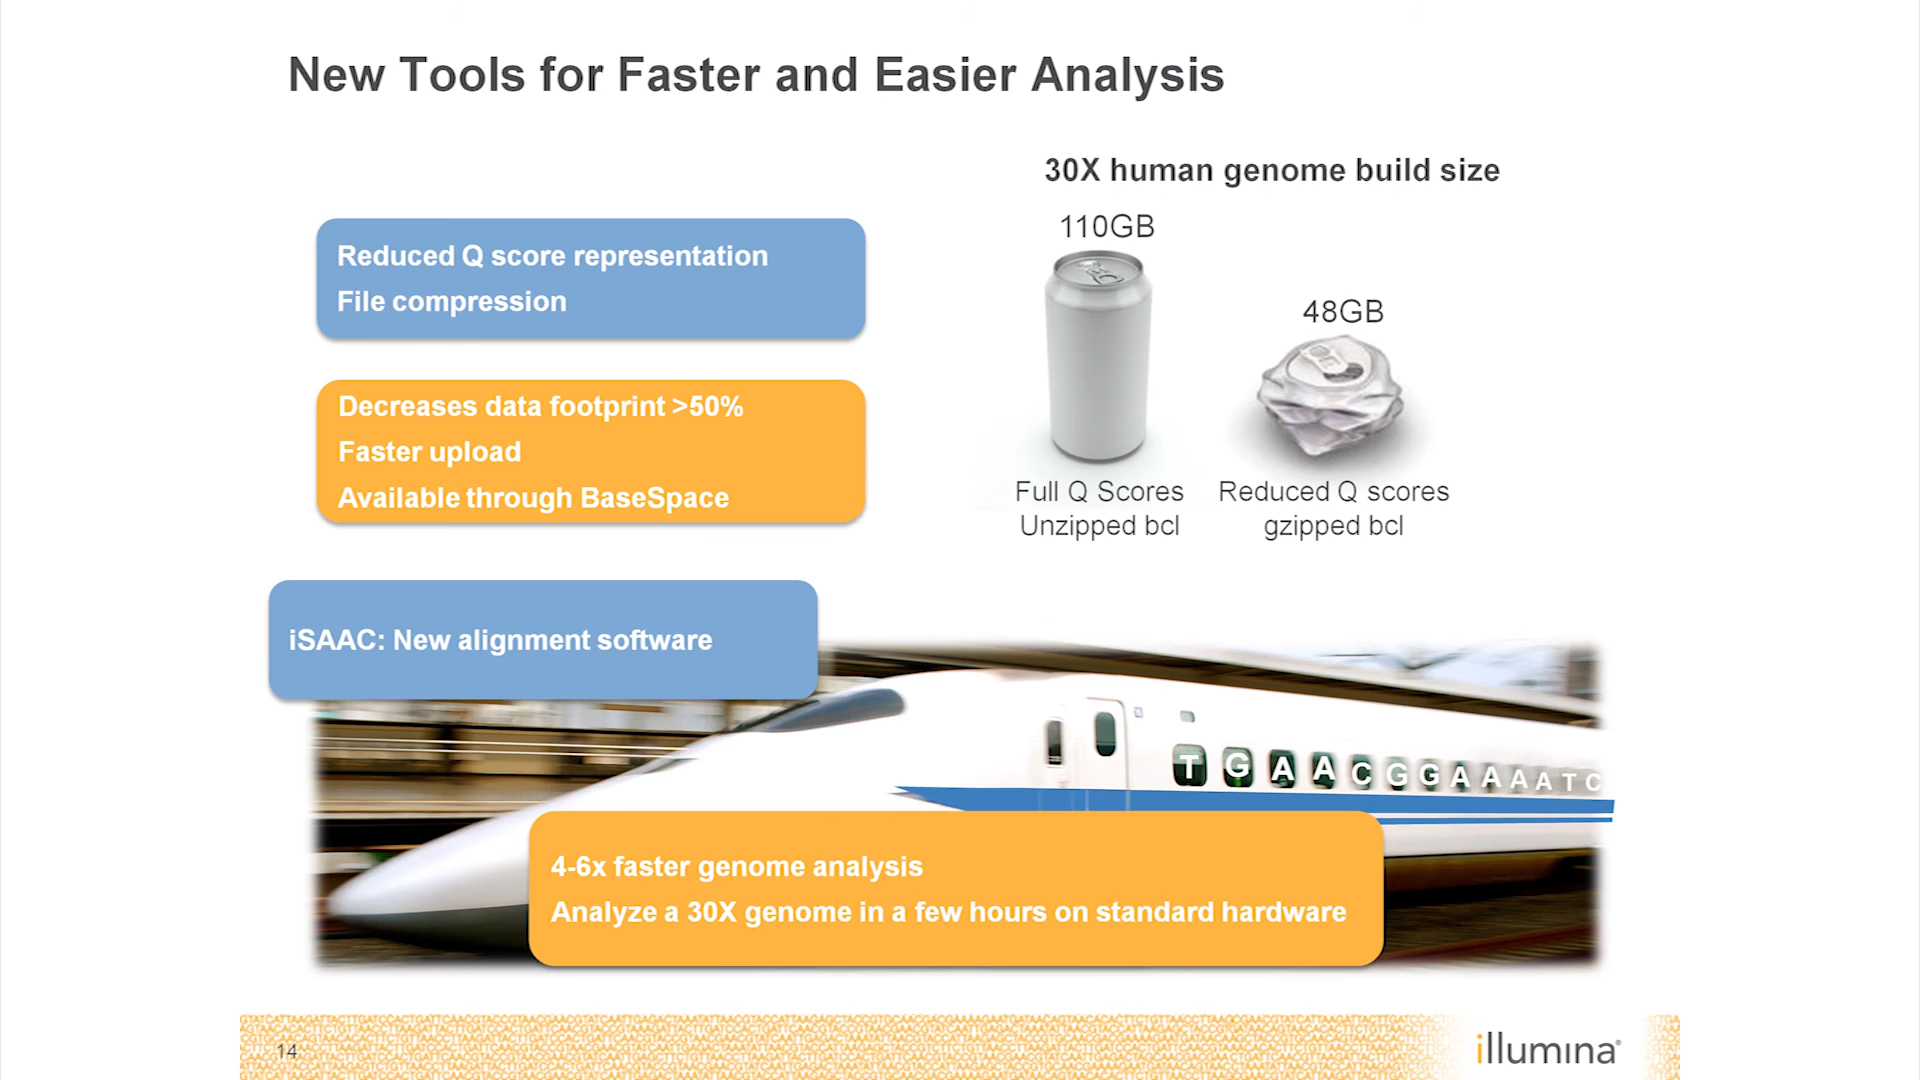 New Tools for Faster and Easier Analysis
30X human genome build size
110GB
48GB
Full Q Scores
Unzipped bcl
Reduced Q scores
gzipped bcl
Reduced Q score representation
File compression
Decreases data footprint >50%
Faster upload
Available through BaseSpace
iSAAC: New alignment software
TGAACGGAAAATC
4-6x faster genome analysis
Analyze a 30X genome in a few hours on standard hardware
14
illumina®